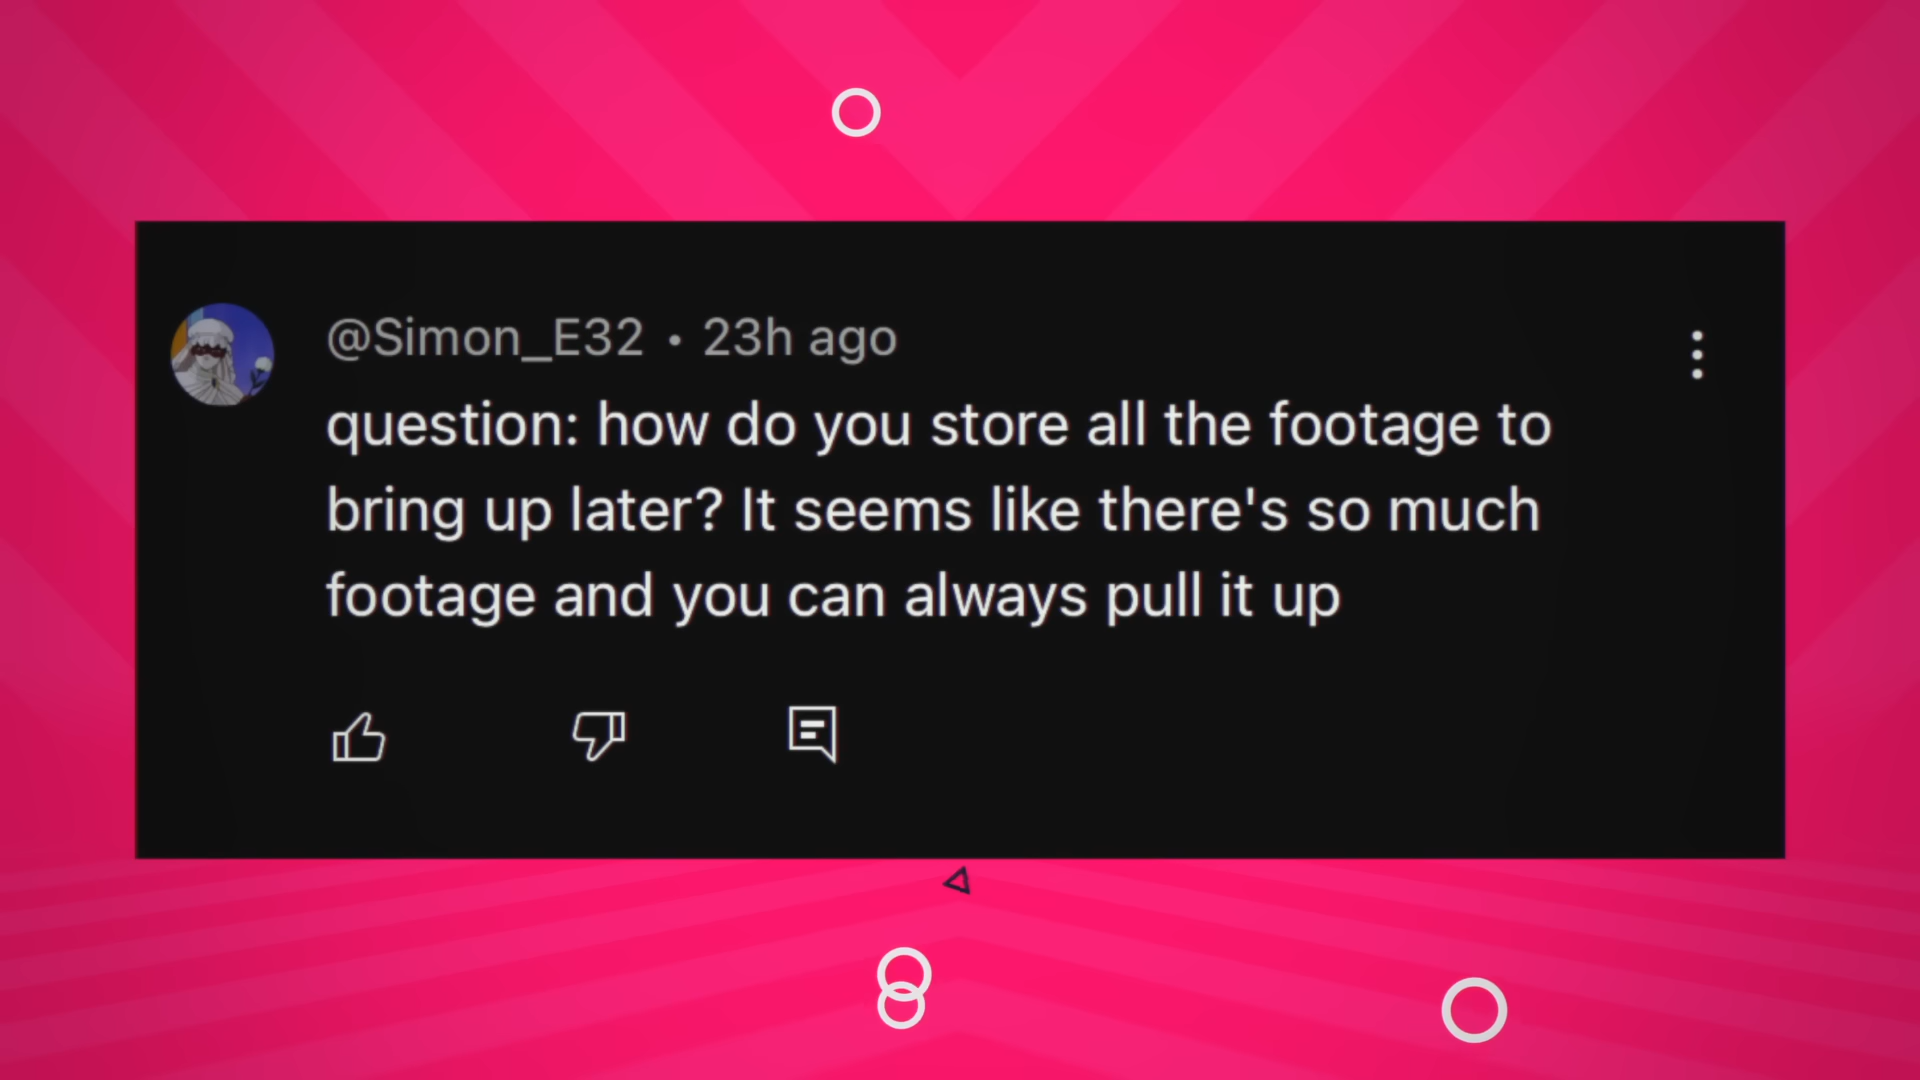 @Simon_E32 • 23h ago
question: how do you store all the footage to
bring up later? It seems like there's so much
footage and you can always pull it up